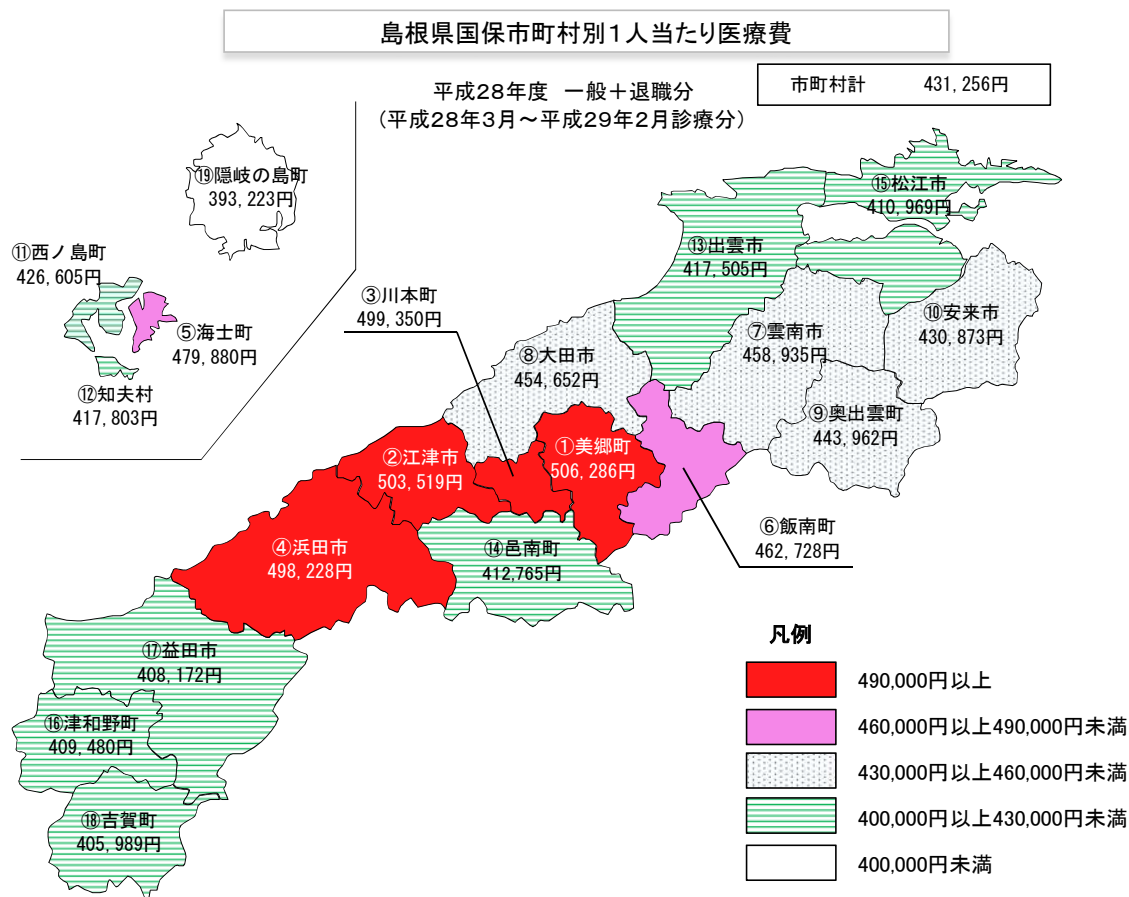 島根県国保市町村別1人当たり医療費
平成28年度 一般+退職分
(平成28年3月~平成29年2月診療分)
市町村計 431,256円
⑲隠岐の島町
393,223円
⑪西ノ島町
426,605円
⑤海士町
479,880円
⑫知夫村
417,803円
③川本町
499,350円
⑮松江市
410,969円
⑬出雲市
417,505円
⑩安来市
430,873円
⑦雲南市
458,935円
⑧大田市
454,652円
⑨奥出雲町
443,962円
①美郷町
506,286円
②江津市
503,519円
⑥飯南町
462,728円
④浜田市
498,228円
⑭邑南町
412,765円
⑰益田市
408,172円
⑯津和野町
409,480円
⑱吉賀町
405,989円
凡例
490,000円以上
460,000円以上490,000円未満
430,000円以上460,000円未満
400,000円以上430,000円未満
400,000円未満